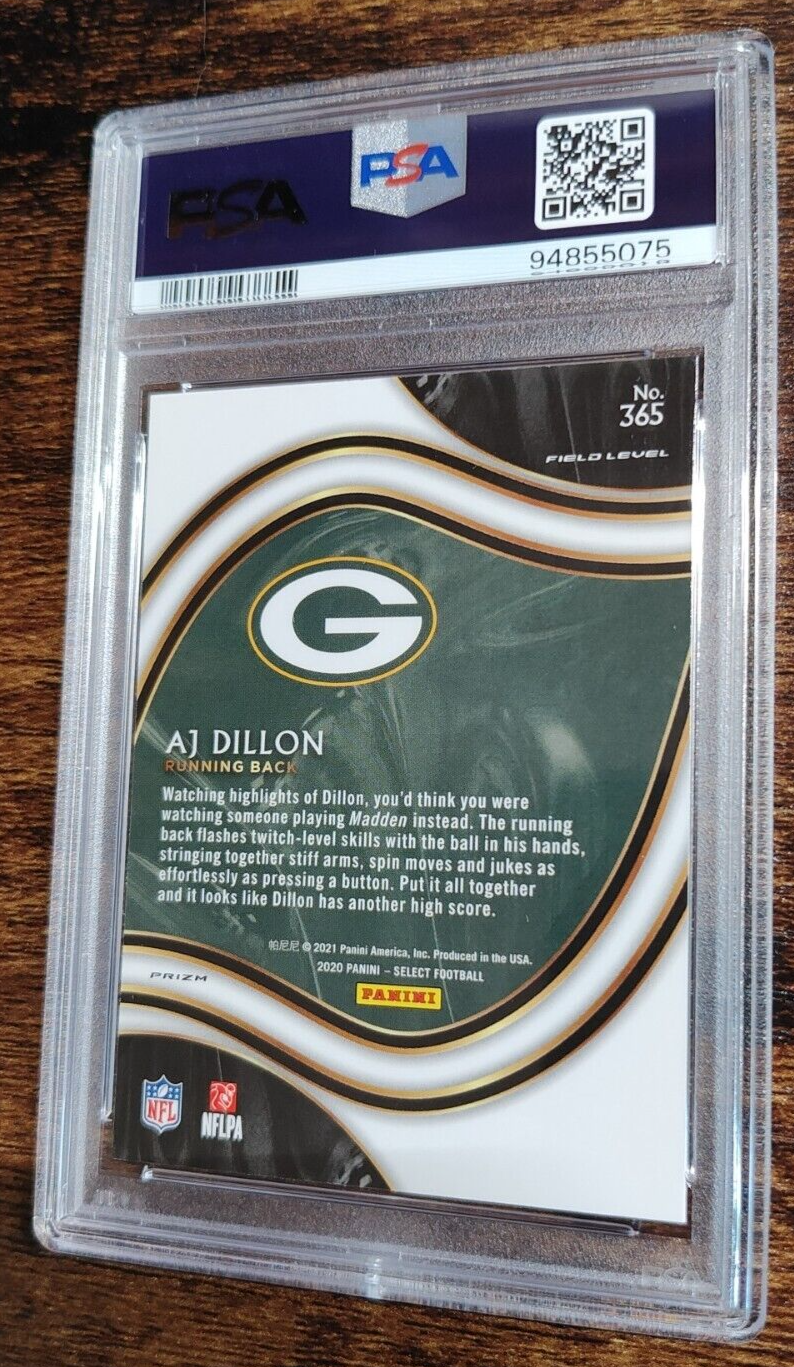 PSA
PSA
94855075
No.
365
FIELD LEVEL
G
AJ DILLON
RUNNING BACK
Watching highlights of Dillon, you'd think you were
watching someone playing Madden instead. The running
back flashes twitch-level skills with the ball in his hands,
stringing together stiff arms, spin moves and jukes as
effortlessly as pressing a button. Put it all together
and it looks like Dillon has another high score.
帕尼尼 © 2021 Panini America, Inc. Produced in the USA.
2020 PANINI – SELECT FOOTBALL
PANINI
PRIZM
NFL
NFLPA